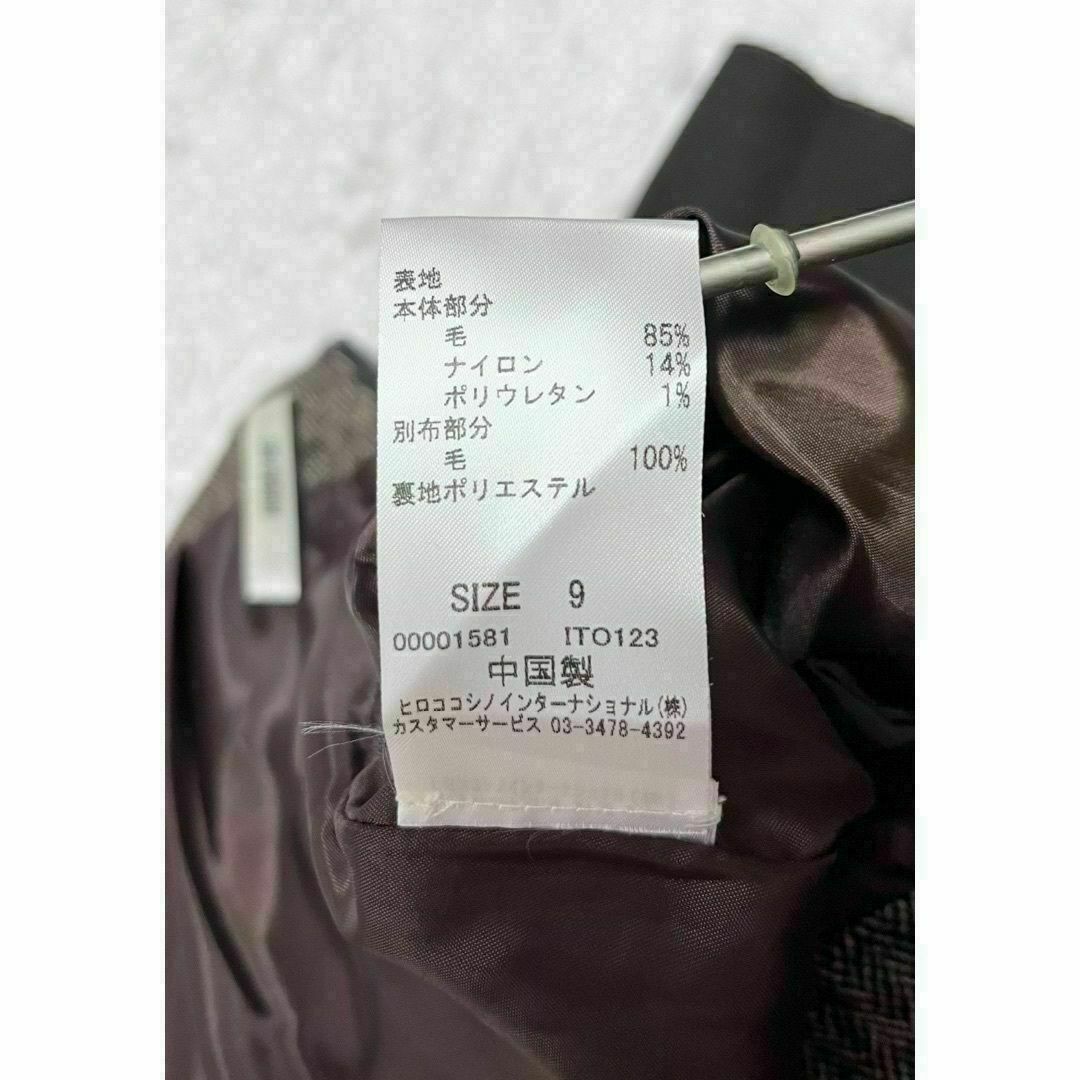 表地
本体部分
毛 85%
ナイロン 14%
ポリウレタン 1%
別布部分
毛 100%
裏地ポリエステル
SIZE 9
00001581 ITO123
中国製
ヒロココシノインターナショナル(株)
カスタマーサービス 03-3478-4392